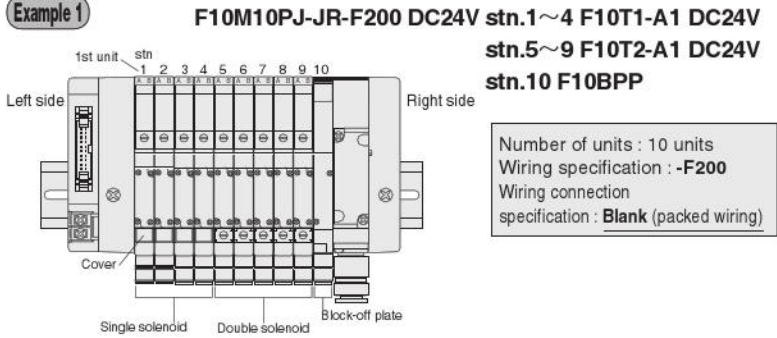 Example 1
F10M10PJ-JR-F200 DC24V stn.1～4 F10T1-A1 DC24V
stn.5～9 F10T2-A1 DC24V
stn.10 F10BPP
1st unit
stn
1 2 3 4 5 6 7 8 9 10
A B A B A B A B A B A B A B A B A B
Left side
Right side
Number of units : 10 units
Wiring specification : -F200
Wiring connection
specification : Blank (packed wiring)
Cover
Single solenoid
Double solenoid
Block-off plate